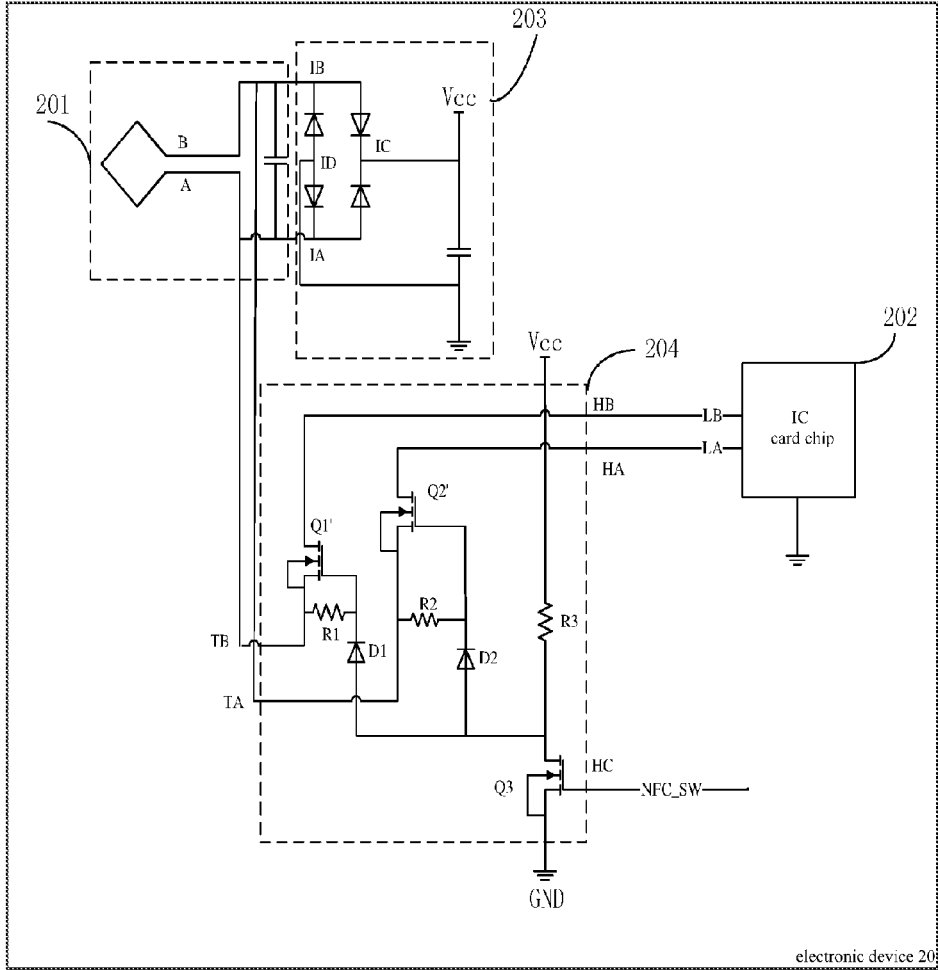 203
IB
201
Vcc
B
ID
IC
A
IA
202
Vcc
204
HB
LB
IC
card chip
LA
HA
Q2'
Q1'
R1
R2
R3
TB
D1
D2
TA
HC
Q3
NFC_SW
GND
electronic device 20